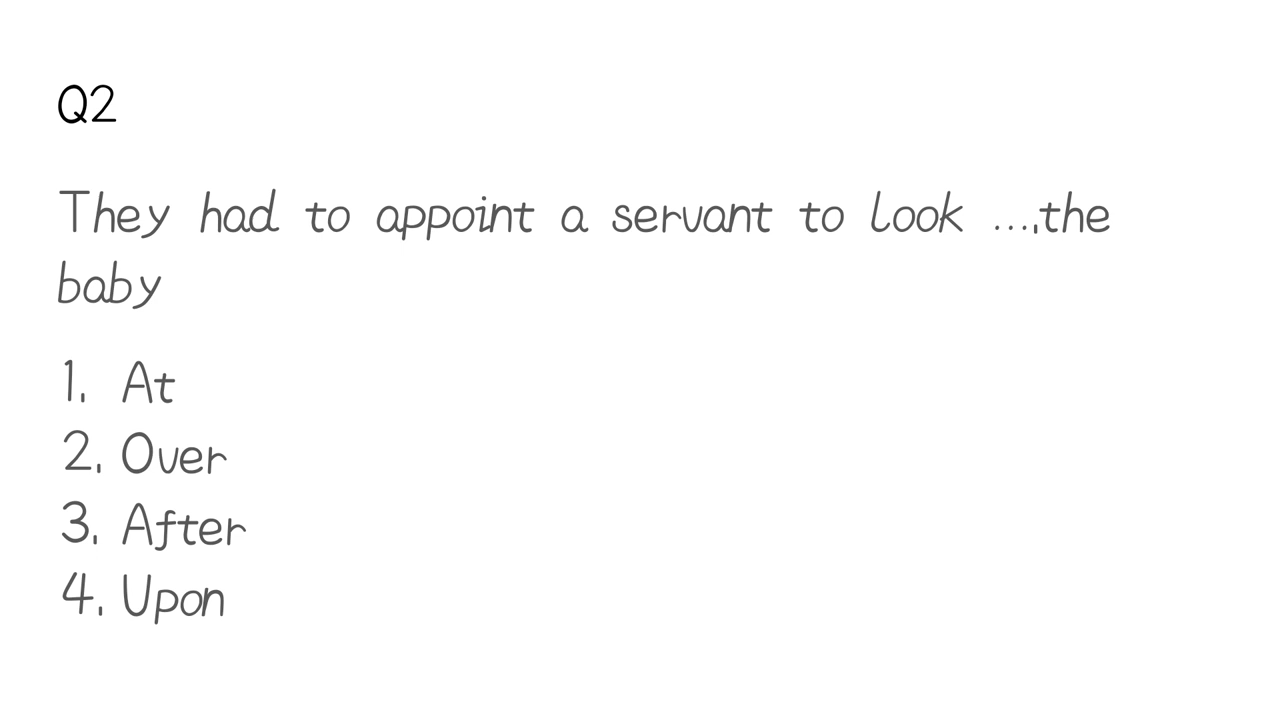 Q2
They had to appoint a servant to look ....the
baby
1. At
2. Over
3. After
4. Upon